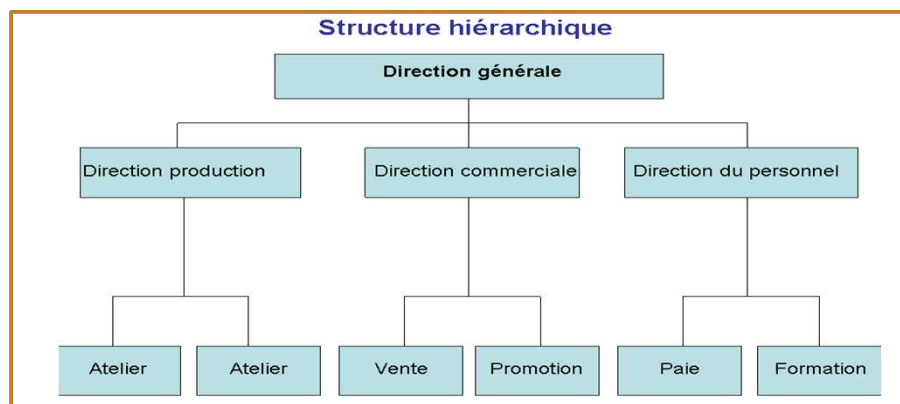 Structure hiérarchique
Direction générale
Direction production
Direction commerciale
Direction du personnel
Atelier
Atelier
Vente
Promotion
Paie
Formation